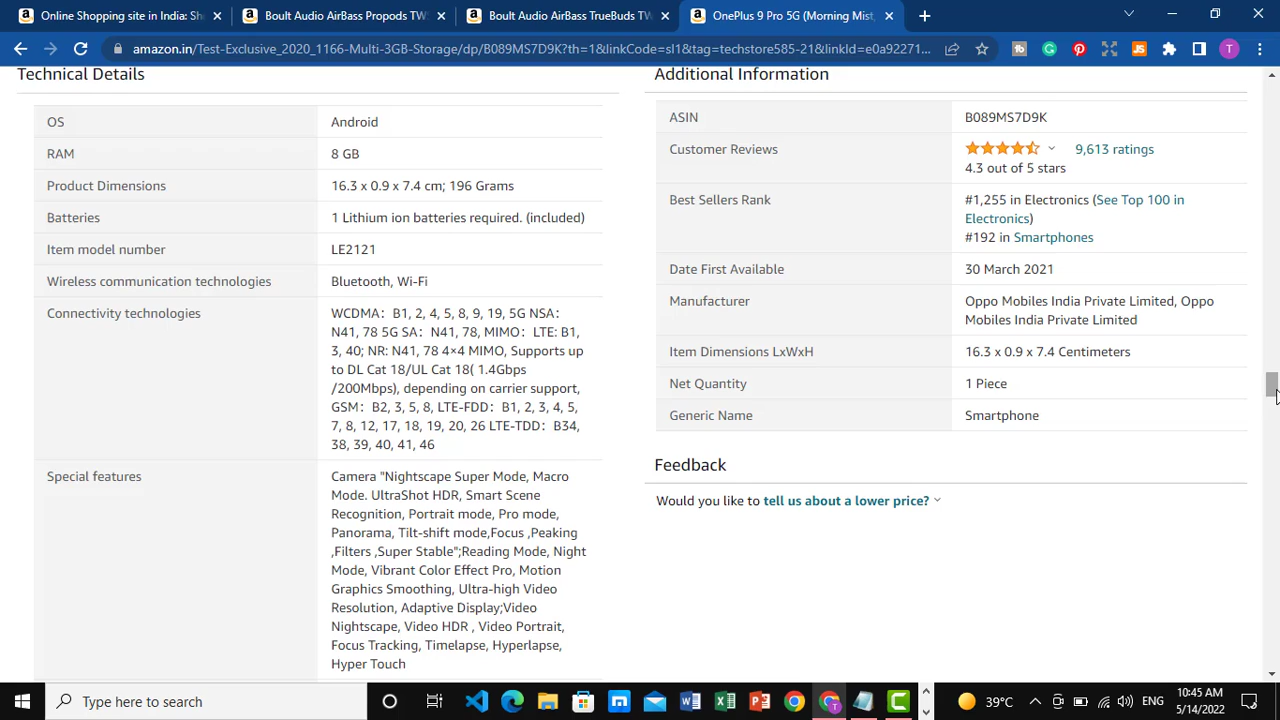 Online Shopping site in India: Sh
Boult Audio AirBass Propods TW
Boult Audio AirBass TrueBuds TW
OnePlus 9 Pro 5G (Morning Mist,
amazon.in/Test-Exclusive_2020_1166-Multi-3GB-Storage/dp/B089MS7D9K?th=1&linkCode=sl1&tag=techstore585-21&linkId=e0a92271...
Technical Details
OS Android
RAM 8 GB
Product Dimensions 16.3 x 0.9 x 7.4 cm; 196 Grams
Batteries 1 Lithium ion batteries required. (included)
Item model number LE2121
Wireless communication technologies Bluetooth, Wi-Fi
Connectivity technologies WCDMA：B1, 2, 4, 5, 8, 9, 19, 5G NSA：
N41, 78 5G SA：N41, 78, MIMO：LTE: B1,
3, 40; NR: N41, 78 4×4 MIMO, Supports up
to DL Cat 18/UL Cat 18( 1.4Gbps
/200Mbps), depending on carrier support,
GSM：B2, 3, 5, 8, LTE-FDD：B1, 2, 3, 4, 5,
7, 8, 12, 17, 18, 19, 20, 26 LTE-TDD：B34,
38, 39, 40, 41, 46
Special features Camera "Nightscape Super Mode, Macro
Mode. UltraShot HDR, Smart Scene
Recognition, Portrait mode, Pro mode,
Panorama, Tilt-shift mode,Focus ,Peaking
,Filters ,Super Stable";Reading Mode, Night
Mode, Vibrant Color Effect Pro, Motion
Graphics Smoothing, Ultra-high Video
Resolution, Adaptive Display;Video
Nightscape, Video HDR , Video Portrait,
Focus Tracking, Timelapse, Hyperlapse,
Hyper Touch
Additional Information
ASIN B089MS7D9K
Customer Reviews 9,613 ratings
4.3 out of 5 stars
Best Sellers Rank #1,255 in Electronics (See Top 100 in
Electronics)
#192 in Smartphones
Date First Available 30 March 2021
Manufacturer Oppo Mobiles India Private Limited, Oppo
Mobiles India Private Limited
Item Dimensions LxWxH 16.3 x 0.9 x 7.4 Centimeters
Net Quantity 1 Piece
Generic Name Smartphone
Feedback
Would you like to tell us about a lower price?
Type here to search
39°C
ENG
10:45 AM
5/14/2022